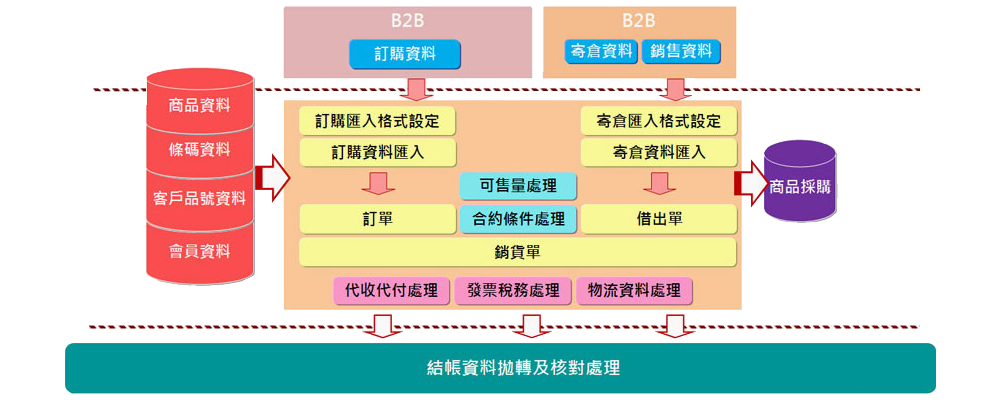 B2B
訂購資料
B2B
寄倉資料
銷售資料
商品資料
條碼資料
客戶品號資料
會員資料
訂購匯入格式設定
訂購資料匯入
寄倉匯入格式設定
寄倉資料匯入
可售量處理
訂單
合約條件處理
借出單
銷貨單
代收代付處理
發票稅務處理
物流資料處理
商品採購
結帳資料拋轉及核對處理